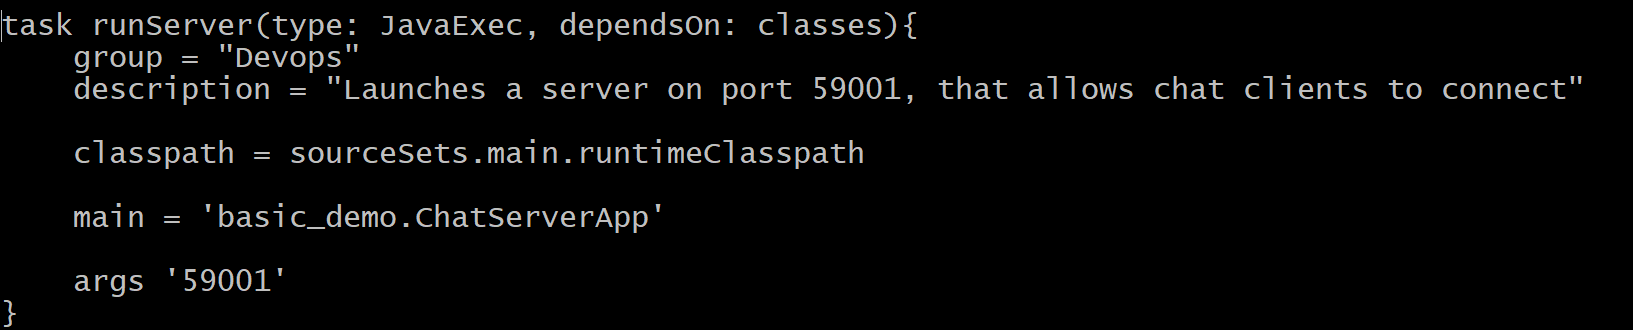 task runServer(type: JavaExec, dependsOn: classes){
    group = "Devops"
    description = "Launches a server on port 59001, that allows chat clients to connect"

    classpath = sourceSets.main.runtimeClasspath

    main = 'basic_demo.ChatServerApp'

    args '59001'
}